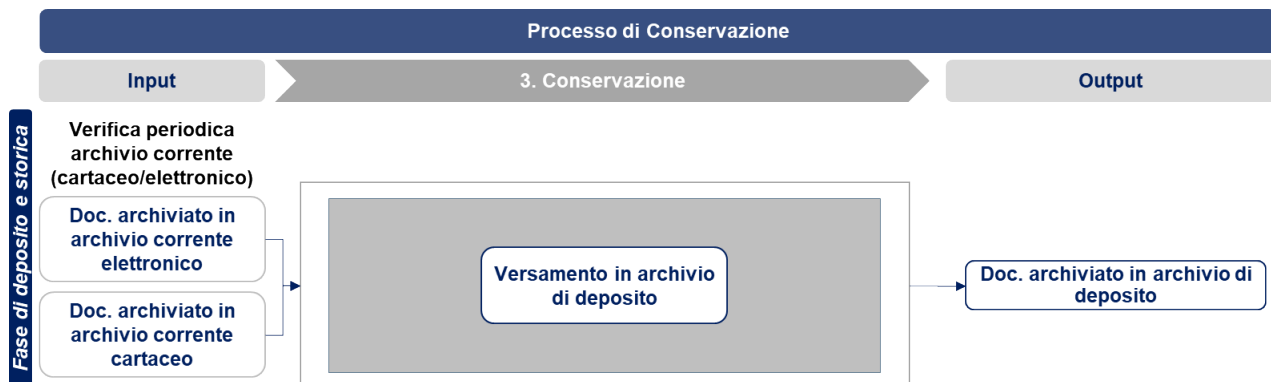 Processo di Conservazione
Input
3. Conservazione
Output
Fase di deposito e storica
Verifica periodica
archivio corrente
(cartaceo/elettronico)
Doc. archiviato in
archivio corrente
elettronico
Doc. archiviato in
archivio corrente
cartaceo
Versamento in archivio
di deposito
Doc. archiviato in archivio di
deposito